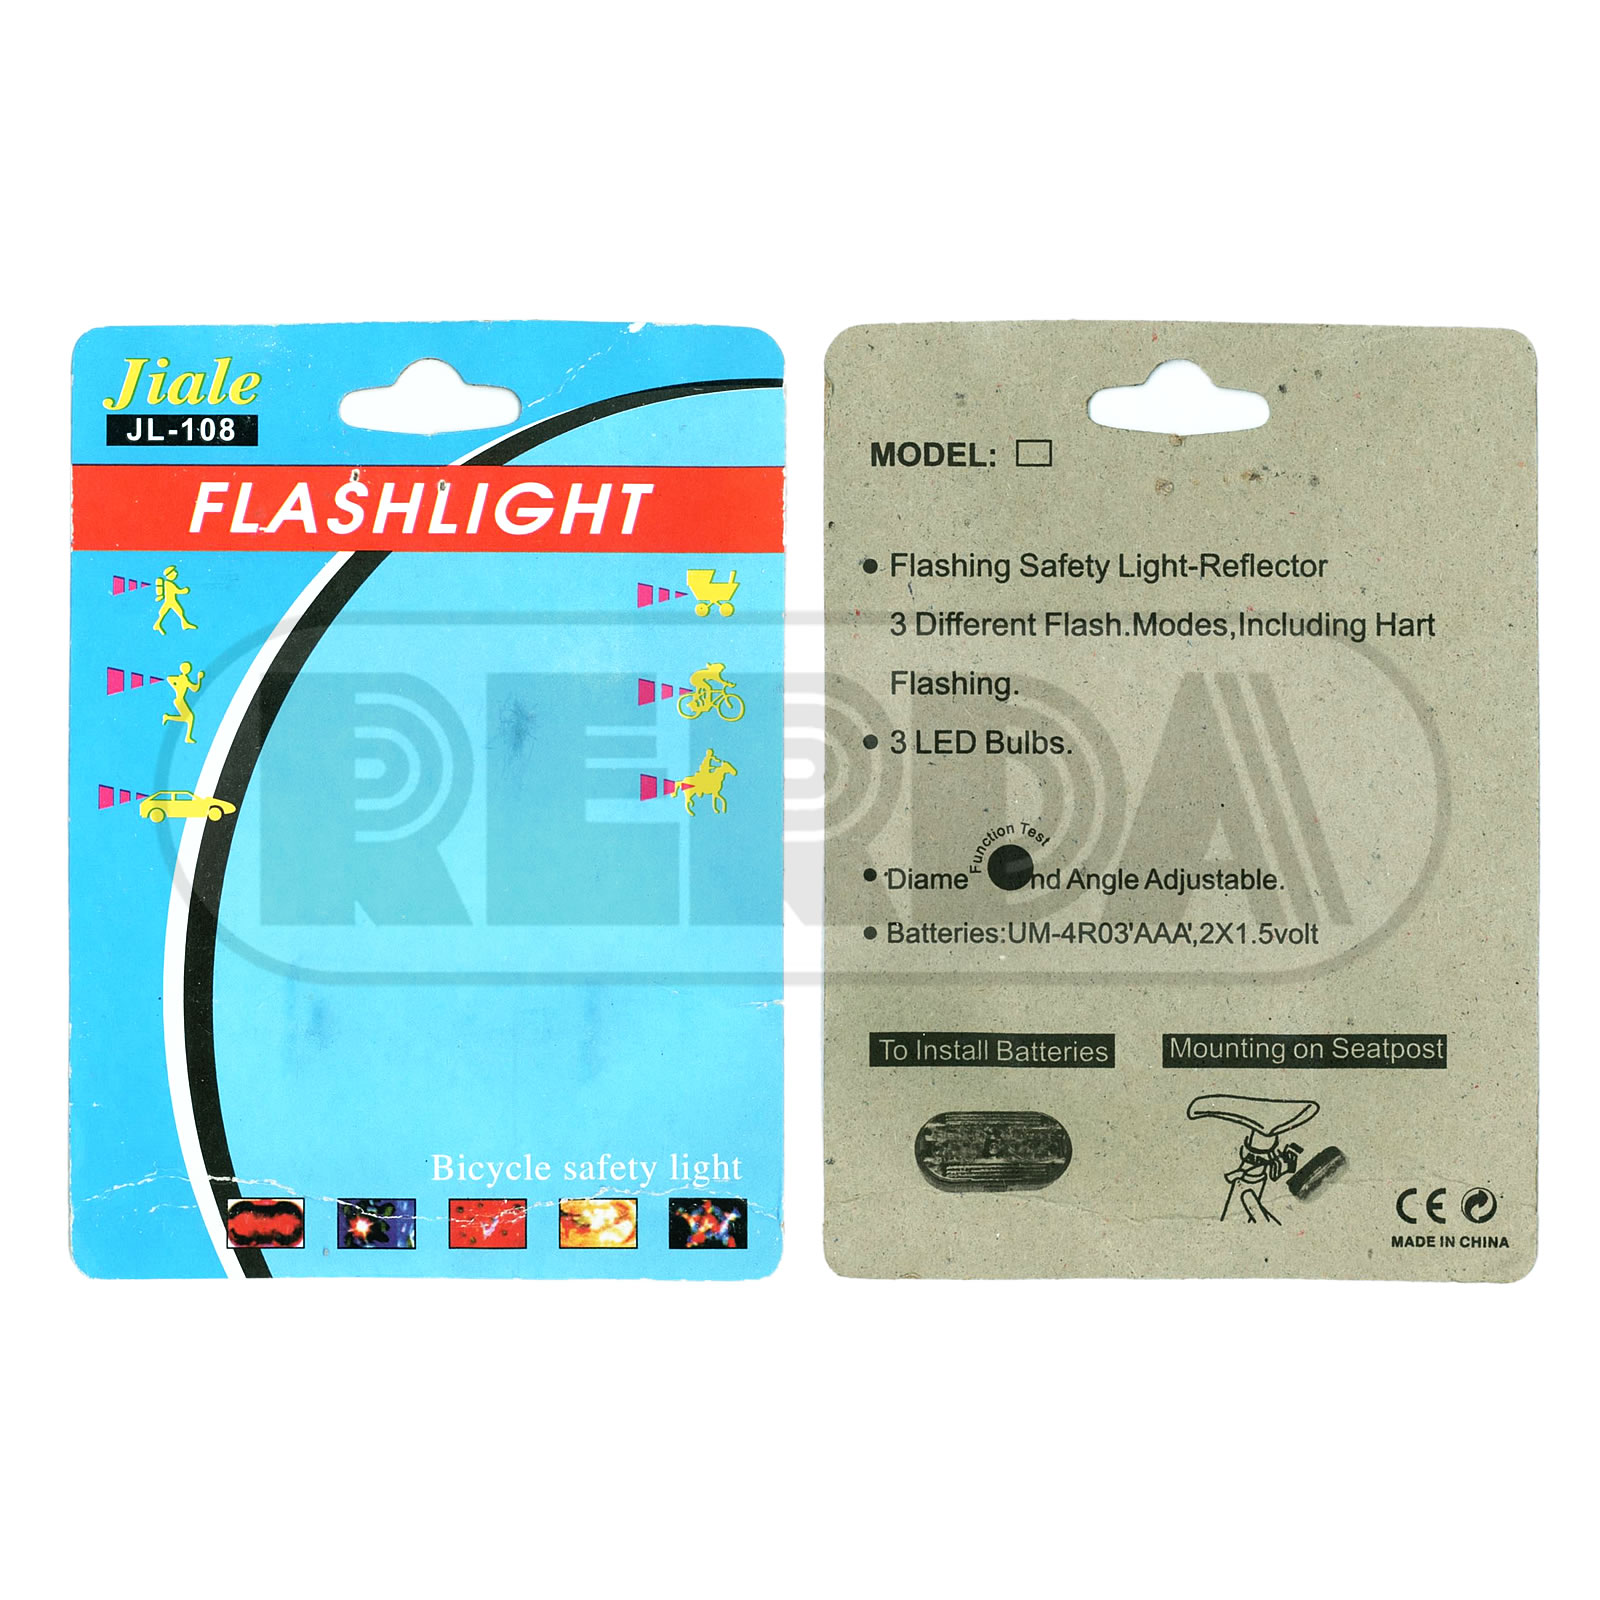 Jiale
JL-108
FLASHLIGHT
Bicycle safety light
MODEL:
• Flashing Safety Light-Reflector
3 Different Flash.Modes,Including Hart
Flashing.
• 3 LED Bulbs.
Function Test
• Diame nd Angle Adjustable.
• Batteries:UM-4R03'AAA',2X1.5volt
To Install Batteries
Mounting on Seatpost
CE
MADE IN CHINA
RERDA